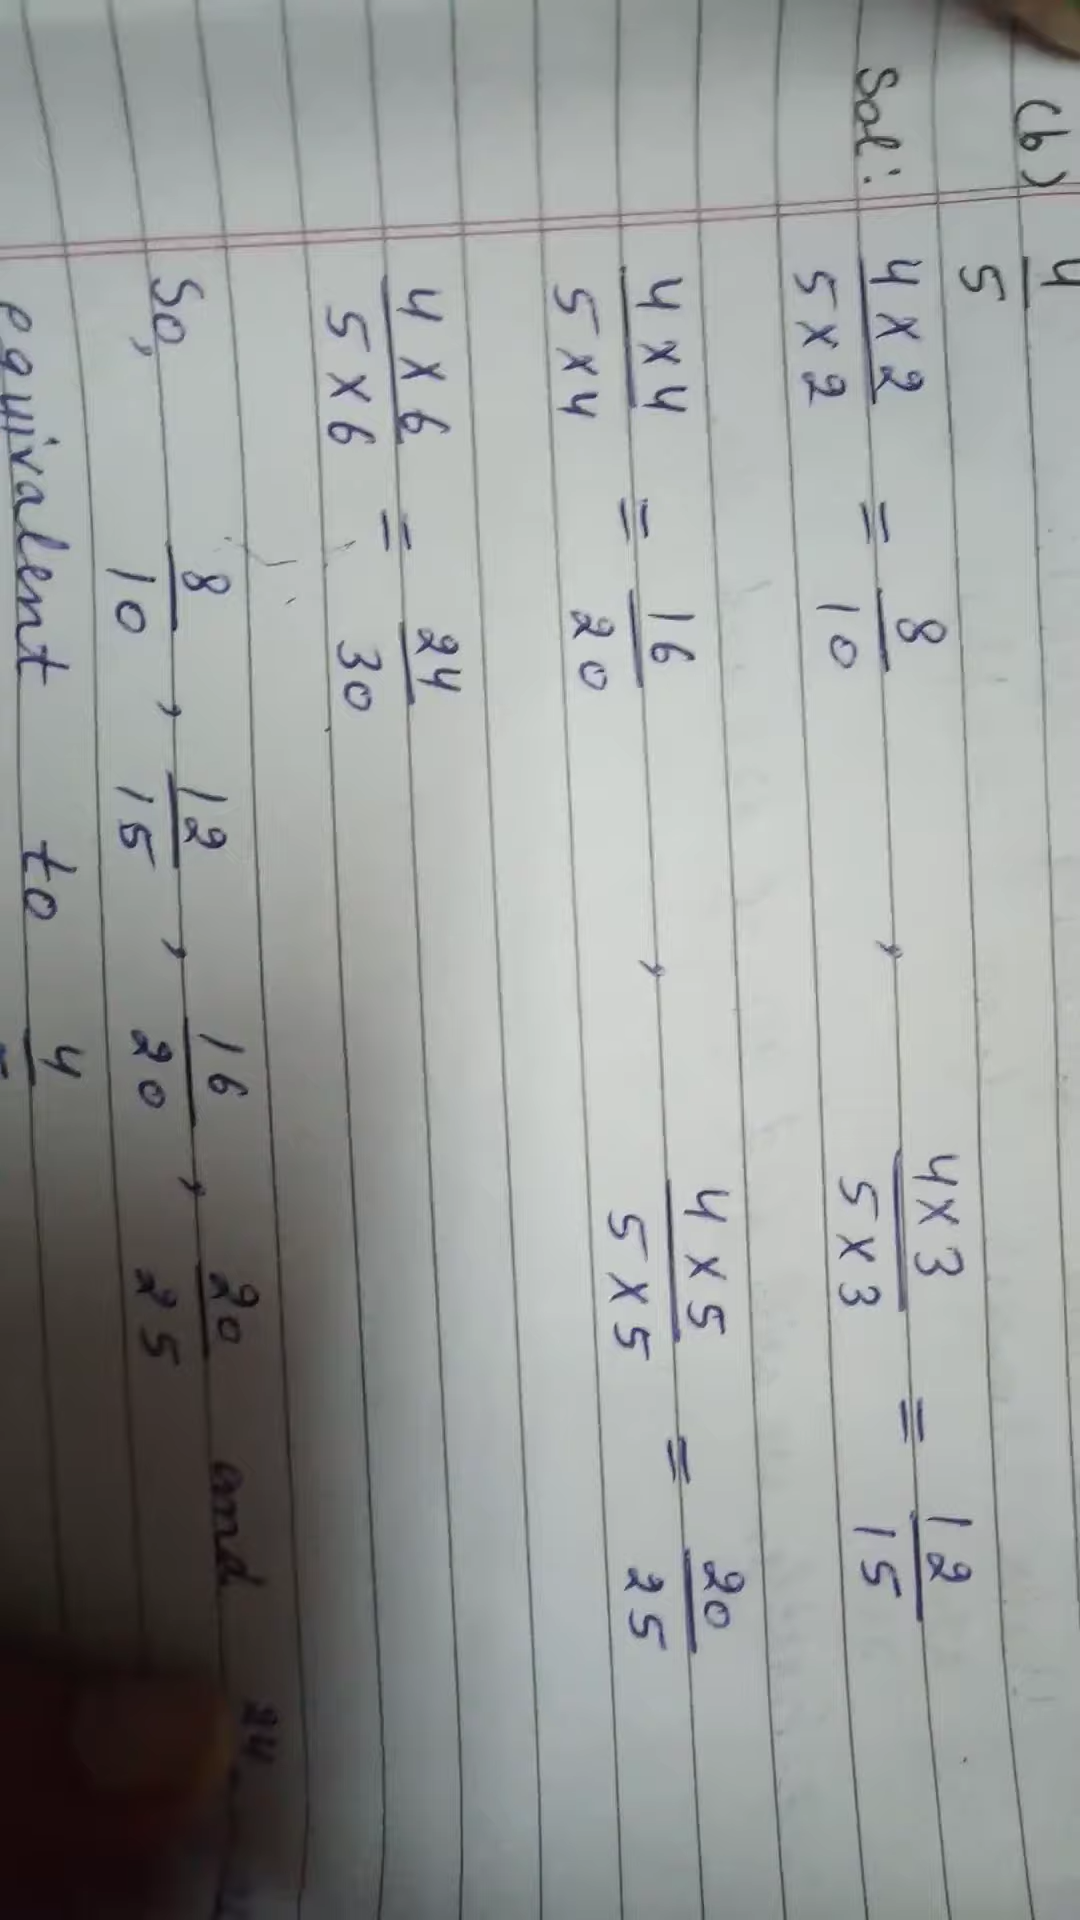 (b) 4/5
Sol: 4 x 2 / 5 x 2 = 8/10 , 4 x 3 / 5 x 3 = 12/15
4 x 4 / 5 x 4 = 16/20 , 4 x 5 / 5 x 5 = 20/25
4 x 6 / 5 x 6 = 24/30
So, 8/10 , 12/15 , 16/20 , 20/25 and 24
equivalent to 4